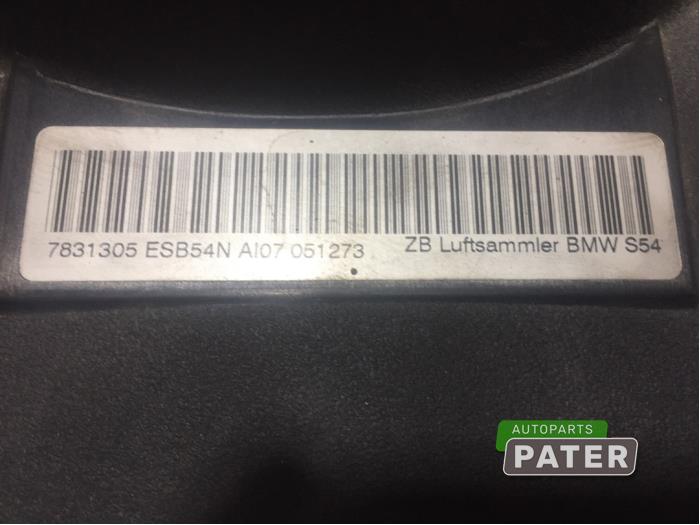 7831305 ESB54N AI07 051273 ZB Luftsammler BMW S54
AUTOPARTS
PATER